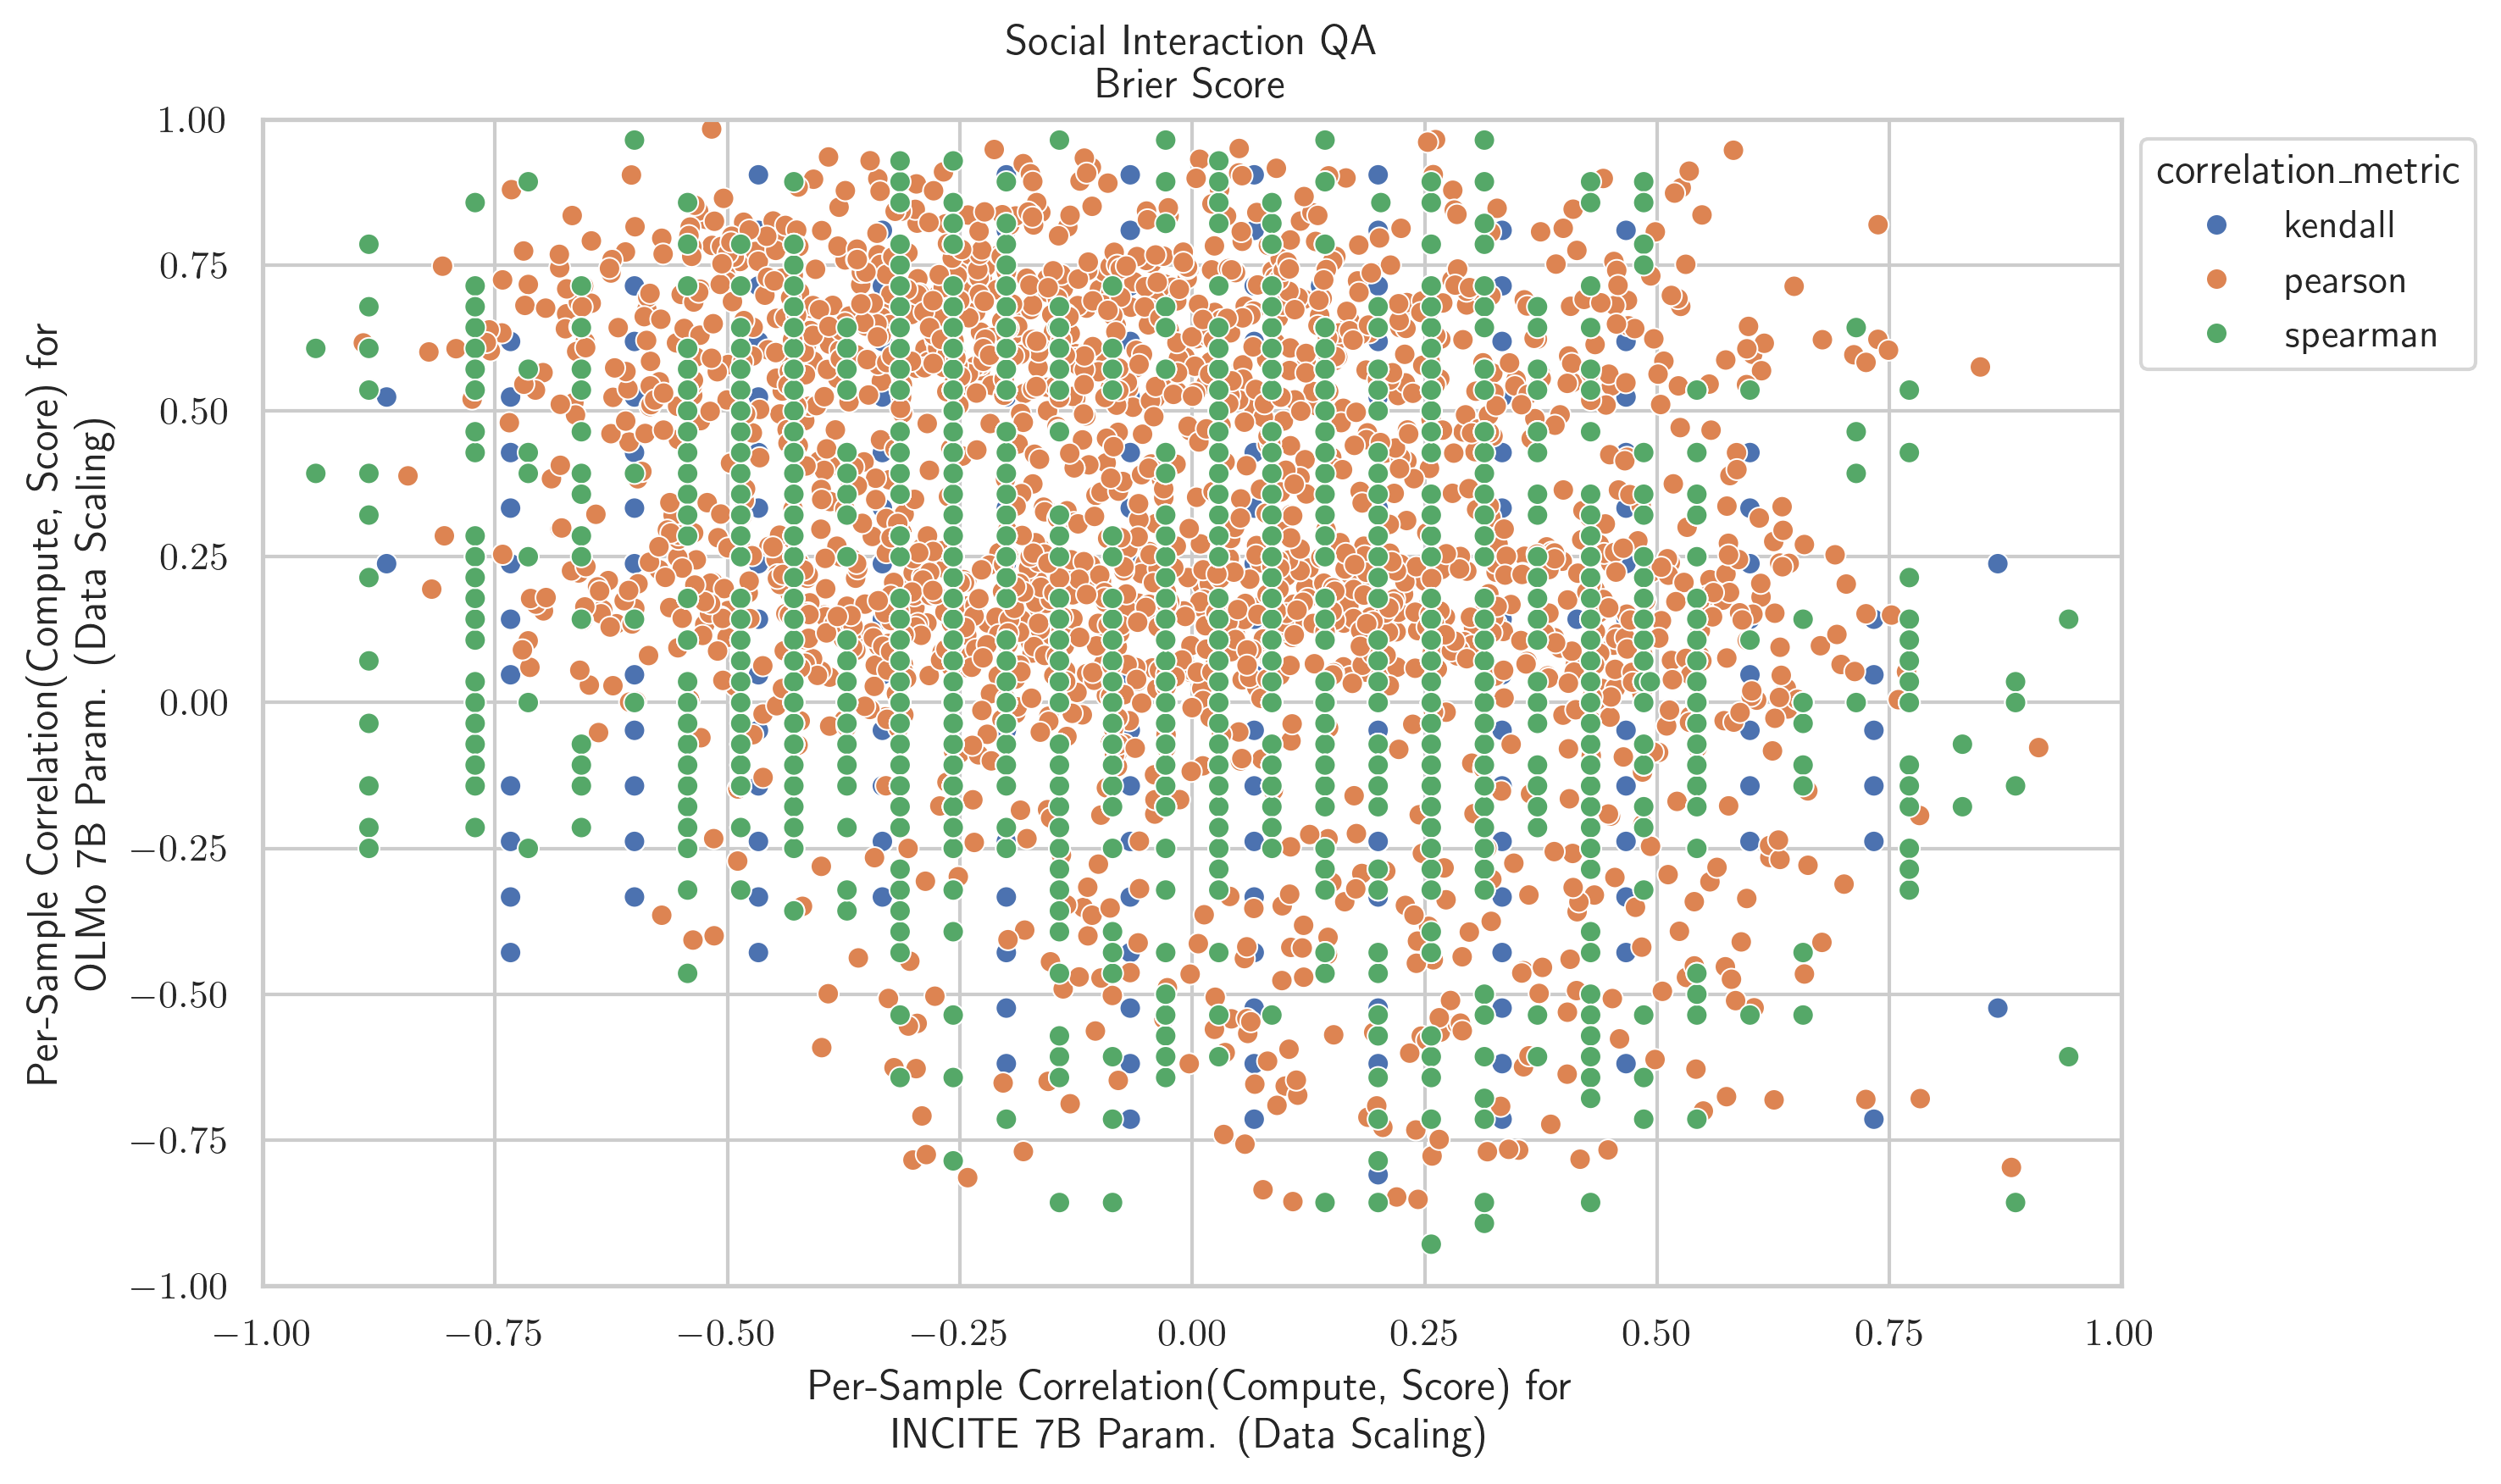 Social Interaction QA
Brier Score
Per-Sample Correlation(Compute, Score) for
OLMo 7B Param. (Data Scaling)
1.00
0.75
0.50
0.25
0.00
−0.25
−0.50
−0.75
−1.00
−1.00
−0.75
−0.50
−0.25
0.00
0.25
0.50
0.75
1.00
Per-Sample Correlation(Compute, Score) for
INCITE 7B Param. (Data Scaling)
correlation_metric
kendall
pearson
spearman